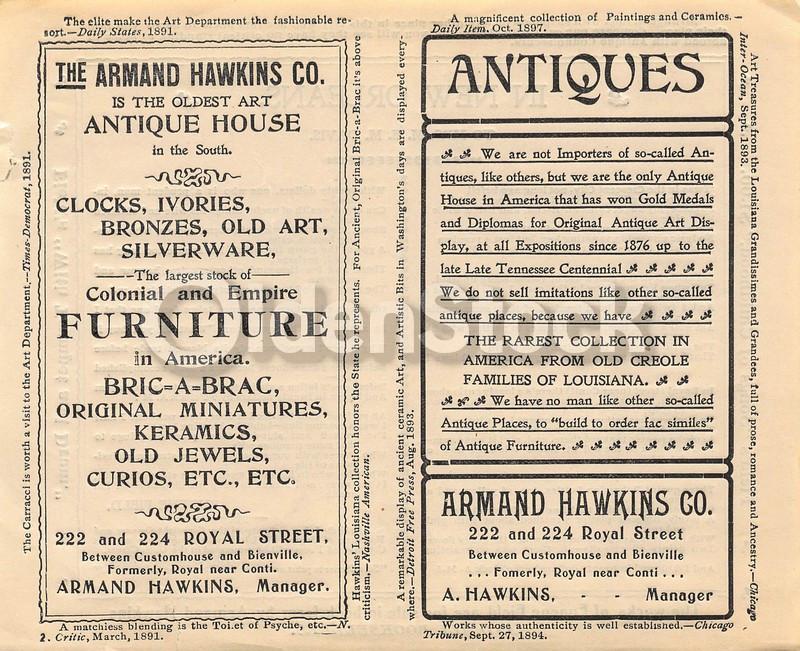 The elite make the Art Department the fashionable re-
sort.—Daily States, 1891.
The Carracci is worth a visit to the Art Department.—Times-Democrat, 1891.
THE ARMAND HAWKINS CO.
IS THE OLDEST ART
ANTIQUE HOUSE
in the South.
CLOCKS, IVORIES,
BRONZES, OLD ART,
SILVERWARE,
—The largest stock of—
Colonial and Empire
FURNITURE
in America.
BRIC=A=BRAC,
ORIGINAL MINIATURES,
KERAMICS,
OLD JEWELS,
CURIOS, ETC., ETC.
222 and 224 ROYAL STREET,
Between Customhouse and Bienville,
Formerly, Royal near Conti.
ARMAND HAWKINS, Manager.
A matchless blending is the Toi.et of Psyche, etc.—N.
2. Critic, March, 1891.
Hawkins' Louisiana collection honors the State he represents. For Ancient, Original Bric-a-Brac it's above
criticism.—Nashville American.
A remarkable display of ancient ceramic Art, and Artistic Bits in Washington's days are displayed every-
where.—Detroit Free Press, Aug. 1893.
A magnificent collection of Paintings and Ceramics.—
Daily Item, Oct. 1897.
ANTIQUES
We are not Importers of so-called An-
tiques, like others, but we are the only Antique
House in America that has won Gold Medals
and Diplomas for Original Antique Art Dis-
play, at all Expositions since 1876 up to the
late Late Tennessee Centennial
We do not sell imitations like other so-called
antique places, because we have
THE RAREST COLLECTION IN
AMERICA FROM OLD CREOLE
FAMILIES OF LOUISIANA.
We have no man like other so-called
Antique Places, to "build to order fac similes"
of Antique Furniture.
ARMAND HAWKINS CO.
222 and 224 Royal Street
Between Customhouse and Bienville
... Fomerly, Royal near Conti ...
A. HAWKINS, - - Manager
Works whose authenticity is well established.—Chicago
Tribune, Sept. 27, 1894.
Art Treasures from the Louisiana Grandissimes and Grandees, full of prose, romance and Ancestry.—Chicago
Inter-Ocean, Sept. 1893.
OldenStock